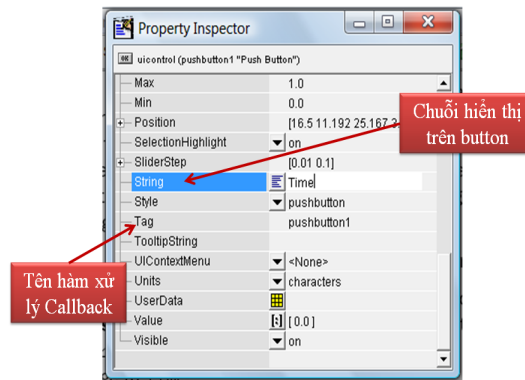 Property Inspector
uicontrol (pushbutton1 "Push Button")
Max 1.0
Min 0.0
Position [16.5 11.192 25.167 3
SelectionHighlight on
SliderStep [0.01 0.1]
String Time
Style pushbutton
Tag pushbutton1
TooltipString
UIContextMenu <None>
Units characters
UserData
Value [ 0.0 ]
Visible on
Chuỗi hiển thị
trên button
Tên hàm xử
lý Callback